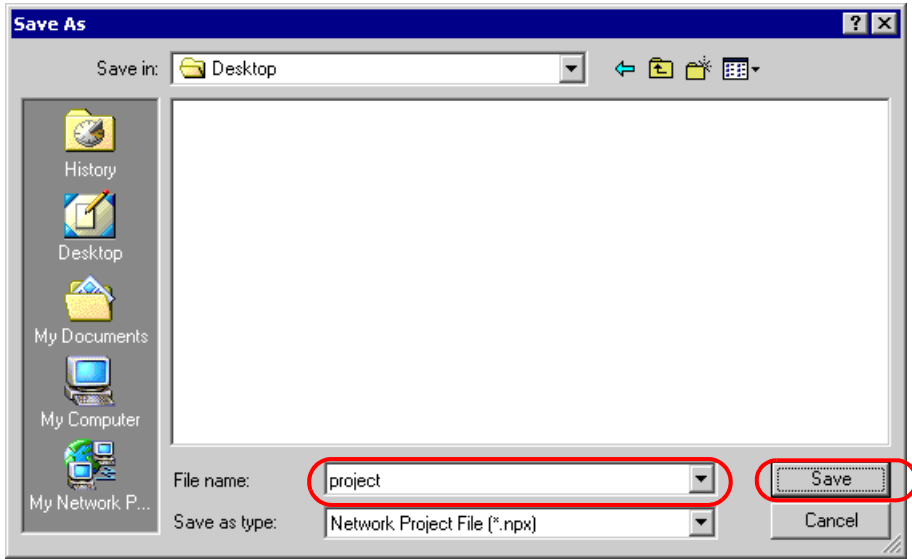 Save As
Save in: Desktop
History
Desktop
My Documents
My Computer
My Network P...
File name: project Save
Save as type: Network Project File (*.npx) Cancel